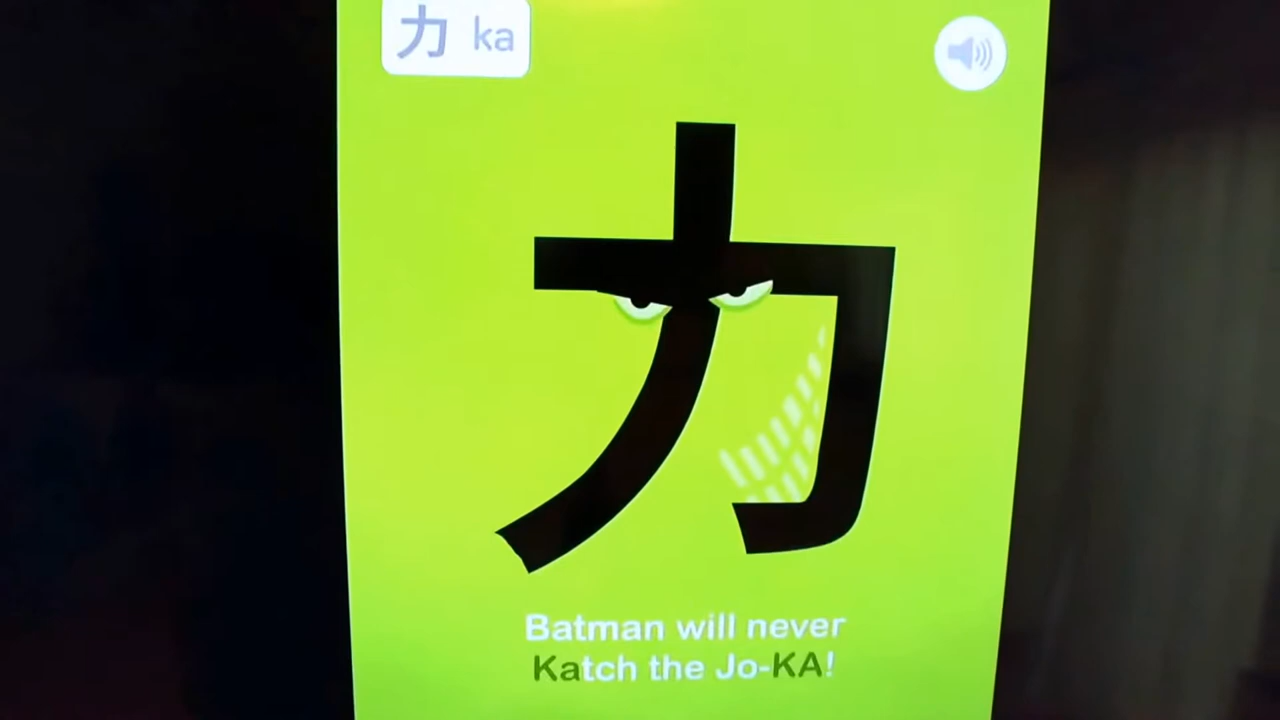 カ ka
カ
Batman will never
Katch the Jo-KA!